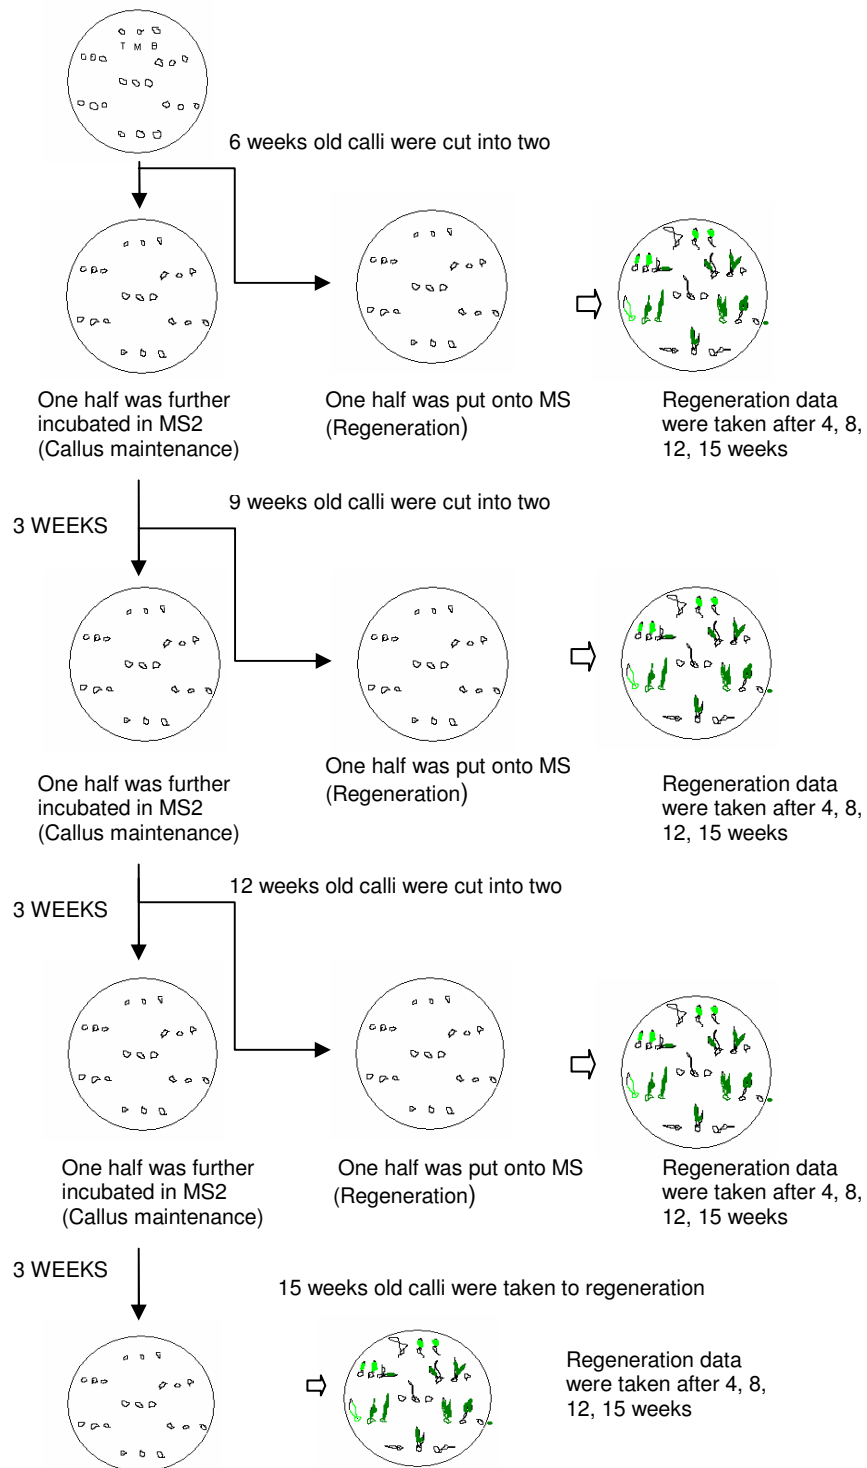 T M B
6 weeks old calli were cut into two
One half was further
incubated in MS2
(Callus maintenance)
One half was put onto MS
(Regeneration)
Regeneration data
were taken after 4, 8,
12, 15 weeks
9 weeks old calli were cut into two
3 WEEKS
One half was further
incubated in MS2
(Callus maintenance)
One half was put onto MS
(Regeneration)
Regeneration data
were taken after 4, 8,
12, 15 weeks
12 weeks old calli were cut into two
3 WEEKS
One half was further
incubated in MS2
(Callus maintenance)
One half was put onto MS
(Regeneration)
Regeneration data
were taken after 4, 8,
12, 15 weeks
3 WEEKS
15 weeks old calli were taken to regeneration
Regeneration data
were taken after 4, 8,
12, 15 weeks